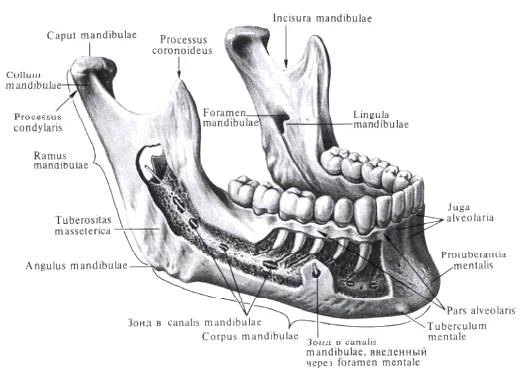 Incisura mandibulae
Caput mandibulae
Processus
coronoideus
Collum
mandibulae
Processus
condylaris
Foramen
mandibulae
Lingula
mandibulae
Ramus
mandibulae
Juga
alveolaria
Tuberositas
masseterica
Protuberantia
mentalis
Angulus mandibulae
Pars alveolaris
Зонд в canalis mandibulae
Tuberculum
mentale
Corpus mandibulae
Зонд в canalis
mandibulae, введенный
через foramen mentale